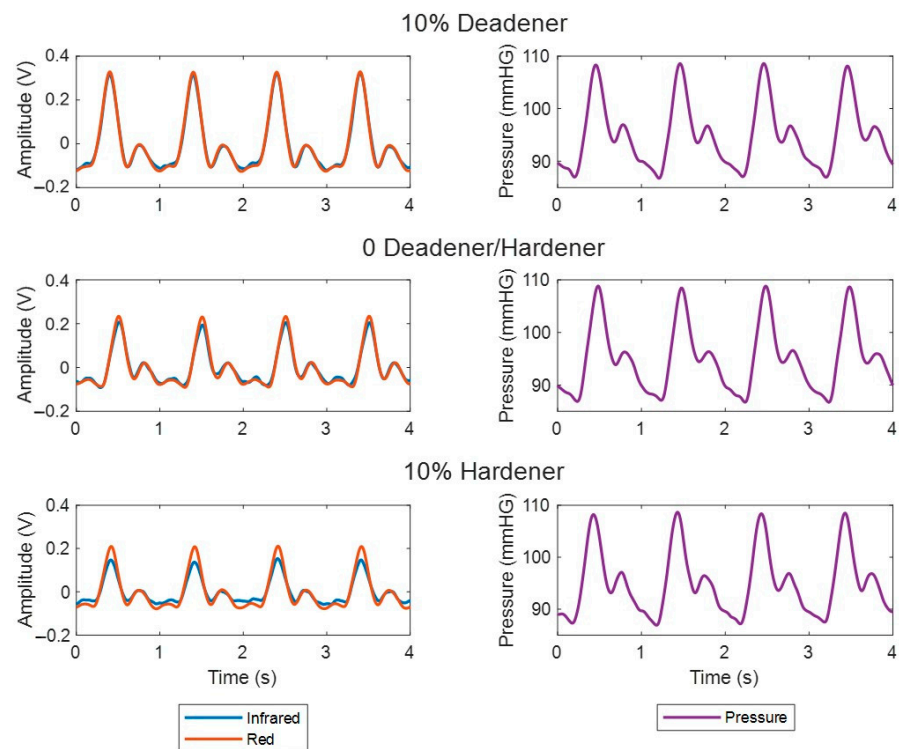 10% Deadener
Amplitude (V)
0.4
0.2
0
−0.2
0 1 2 3 4
Pressure (mmHG)
110
100
90
0 1 2 3 4
0 Deadener/Hardener
Amplitude (V)
0.4
0.2
0
−0.2
0 1 2 3 4
Pressure (mmHG)
110
100
90
0 1 2 3 4
10% Hardener
Amplitude (V)
0.4
0.2
0
−0.2
0 1 2 3 4
Time (s)
Pressure (mmHG)
110
100
90
0 1 2 3 4
Time (s)
Infrared
Red
Pressure